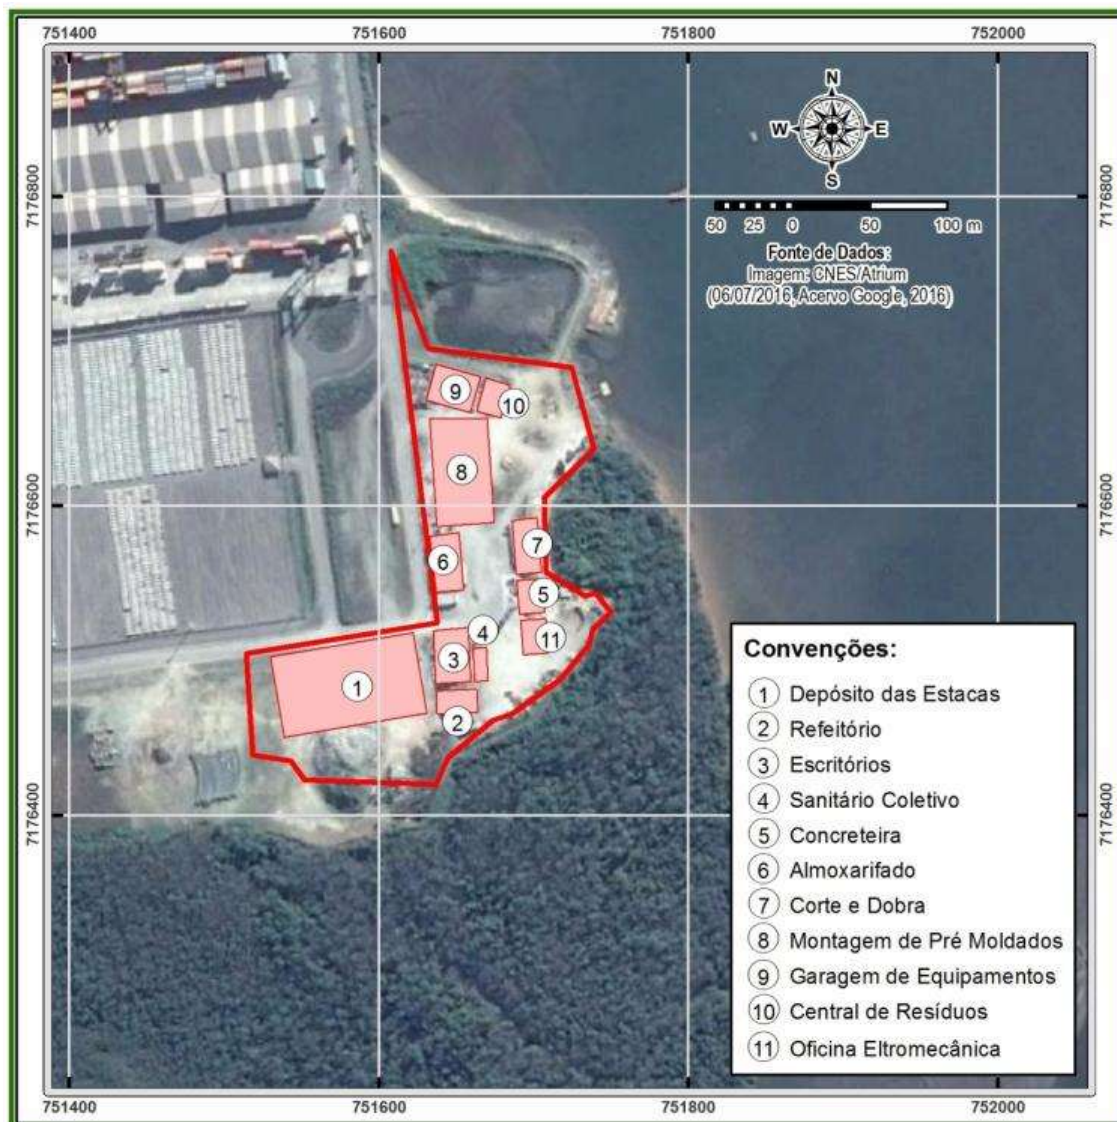 751400 751600 751800 752000
N
W E
S
7176800 7176800
50 25 0 50 100 m
Fonte de Dados:
Imagem: CNES/Atrium
(06/07/2016, Acervo Google, 2016)
9
10
8
7176600
7
6
5
4
11
3
1
2
7176400 7176400
Convenções:
1 Depósito das Estacas
2 Refeitório
3 Escritórios
4 Sanitário Coletivo
5 Concreteira
6 Almoxarifado
7 Corte e Dobra
8 Montagem de Pré Moldados
9 Garagem de Equipamentos
10 Central de Resíduos
11 Oficina Eltromecânica
751400 751600 751800 752000
7176600